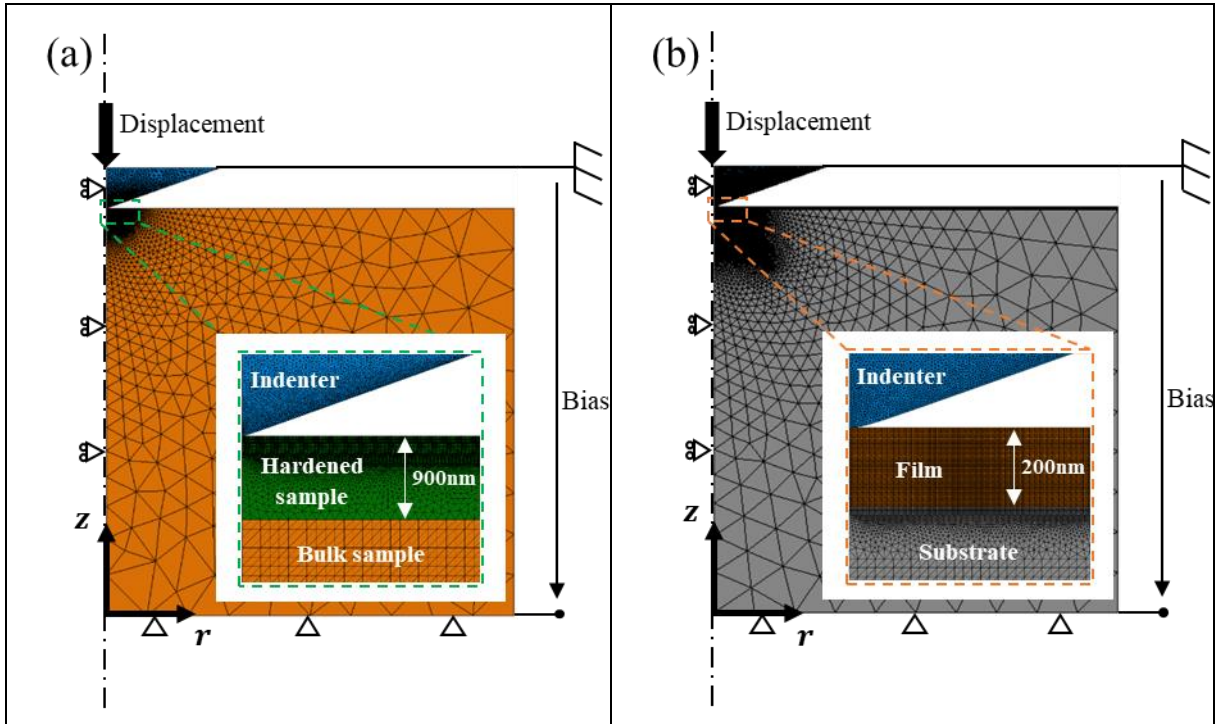 (a)
Displacement
Indenter
Hardened
sample
900nm
Bulk sample
Bias
z
r
(b)
Displacement
Indenter
Film
200nm
Substrate
Bias
z
r